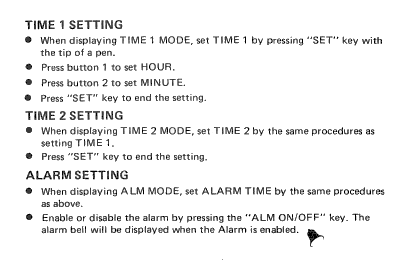 TIME 1 SETTING
● When displaying TIME 1 MODE, set TIME 1 by pressing "SET" key with
the tip of a pen.
● Press button 1 to set HOUR.
● Press button 2 to set MINUTE.
● Press "SET" key to end the setting.
TIME 2 SETTING
● When displaying TIME 2 MODE, set TIME 2 by the same procedures as
setting TIME 1.
● Press "SET" key to end the setting.
ALARM SETTING
● When displaying ALM MODE, set ALARM TIME by the same procedures
as above.
● Enable or disable the alarm by pressing the "ALM ON/OFF" key. The
alarm bell will be displayed when the Alarm is enabled.